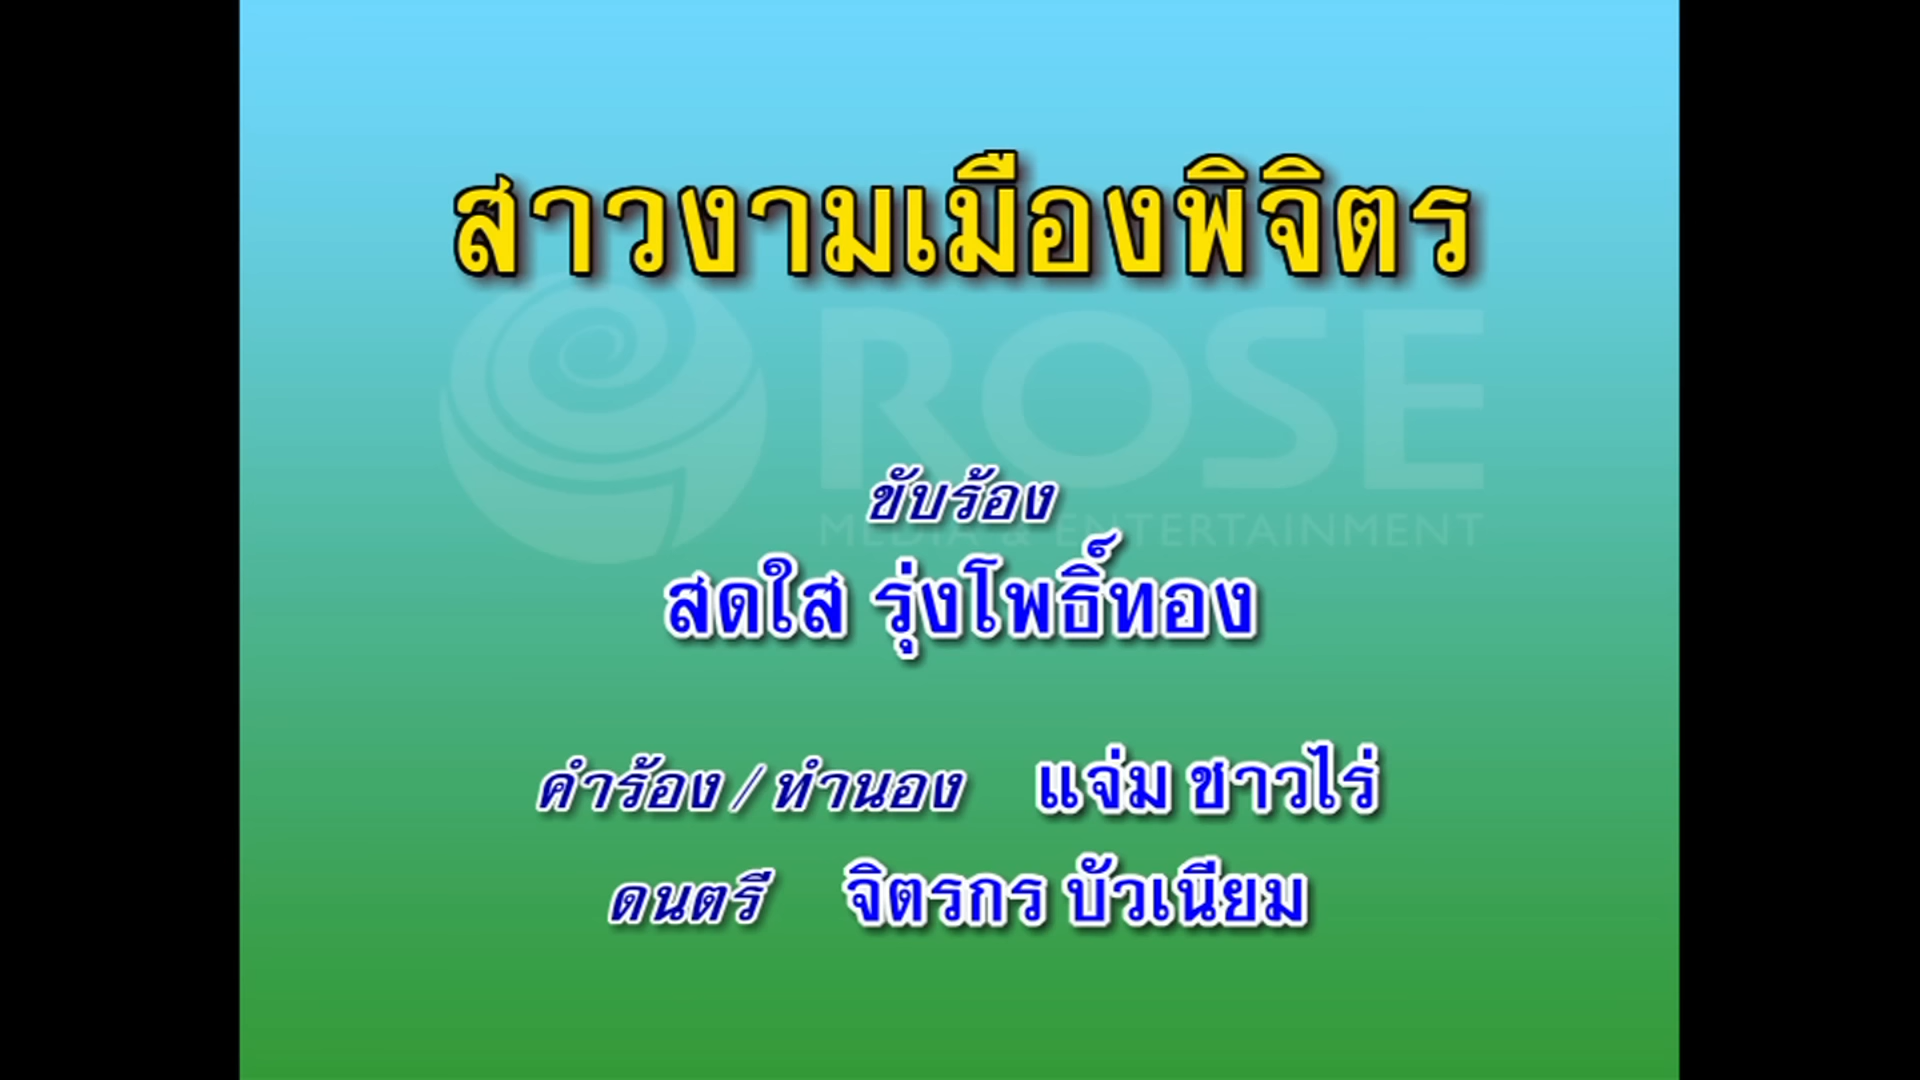 สาวงามเมืองพิจิตร
ROSE
MEDIA & ENTERTAINMENT
ขับร้อง
สดใส รุ่งโพธิ์ทอง
คำร้อง / ทำนอง แจ่ม ชาวไร่
ดนตรี จิตรกร บัวเนียม